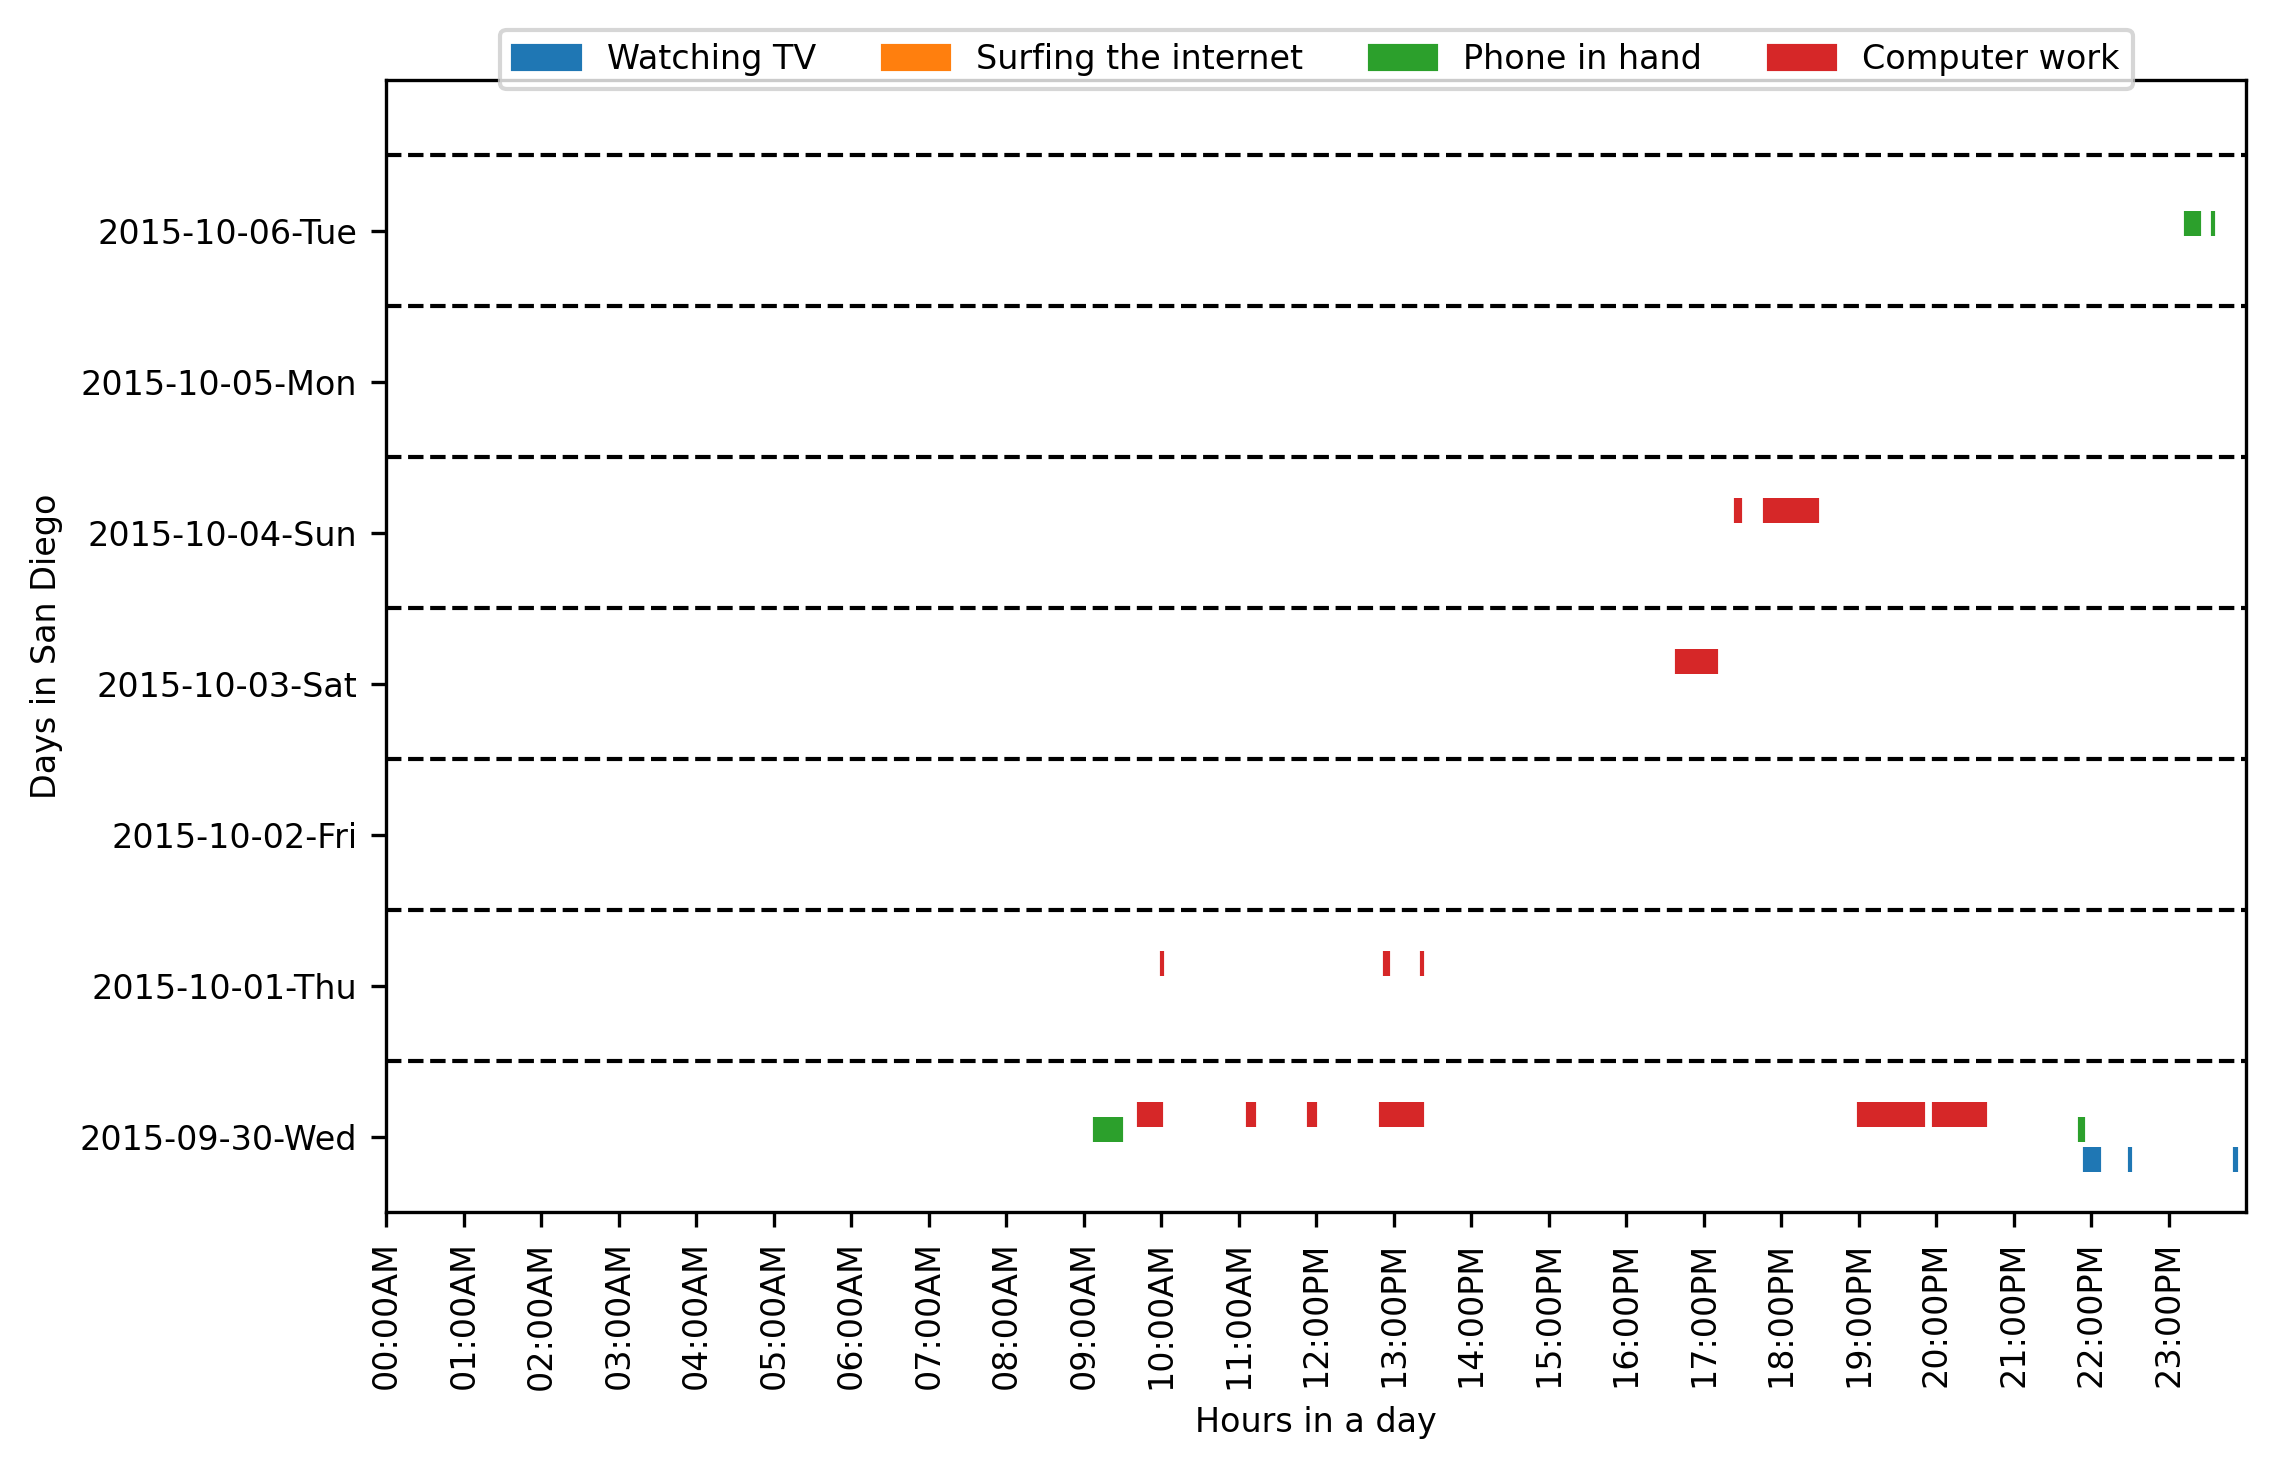 Watching TV Surfing the internet Phone in hand Computer work
2015-10-06-Tue
2015-10-05-Mon
2015-10-04-Sun
2015-10-03-Sat
2015-10-02-Fri
2015-10-01-Thu
2015-09-30-Wed
Days in San Diego
00:00AM
01:00AM
02:00AM
03:00AM
04:00AM
05:00AM
06:00AM
07:00AM
08:00AM
09:00AM
10:00AM
11:00AM
12:00PM
13:00PM
14:00PM
15:00PM
16:00PM
17:00PM
18:00PM
19:00PM
20:00PM
21:00PM
22:00PM
23:00PM
Hours in a day